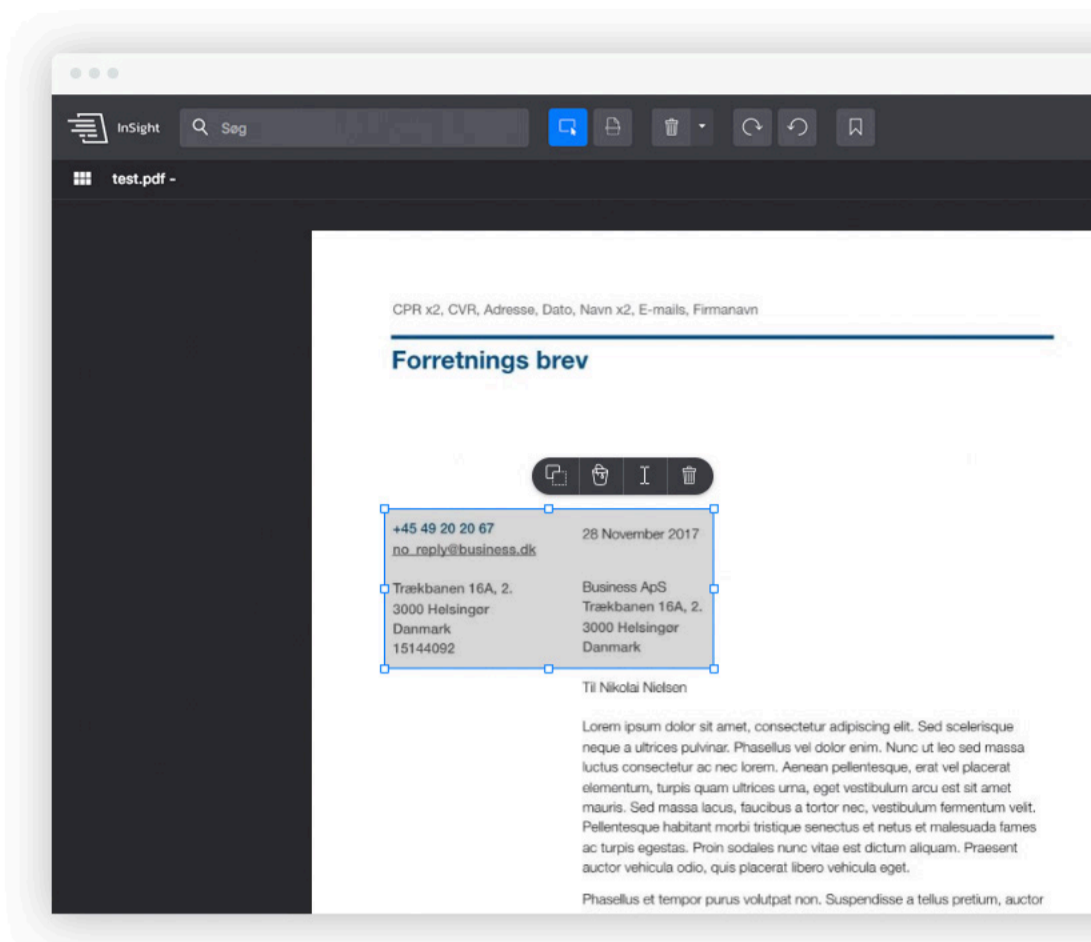 InSight
Søg
test.pdf -
CPR x2, CVR, Adresse, Dato, Navn x2, E-mails, Firmanavn
Forretnings brev
+45 49 20 20 67
no_reply@business.dk
Trækbanen 16A, 2.
3000 Helsingør
Danmark
15144092
28 November 2017
Business ApS
Trækbanen 16A, 2.
3000 Helsingør
Danmark
Til Nikolai Nielsen
Lorem ipsum dolor sit amet, consectetur adipiscing elit. Sed scelerisque
neque a ultrices pulvinar. Phasellus vel dolor enim. Nunc ut leo sed massa
luctus consectetur ac nec lorem. Aenean pellentesque, erat vel placerat
elementum, turpis quam ultrices urna, eget vestibulum arcu est sit amet
mauris. Sed massa lacus, faucibus a tortor nec, vestibulum fermentum velit.
Pellentesque habitant morbi tristique senectus et netus et malesuada fames
ac turpis egestas. Proin sodales nunc vitae est dictum aliquam. Praesent
auctor vehicula odio, quis placerat libero vehicula eget.
Phasellus et tempor purus volutpat non. Suspendisse a tellus pretium, auctor